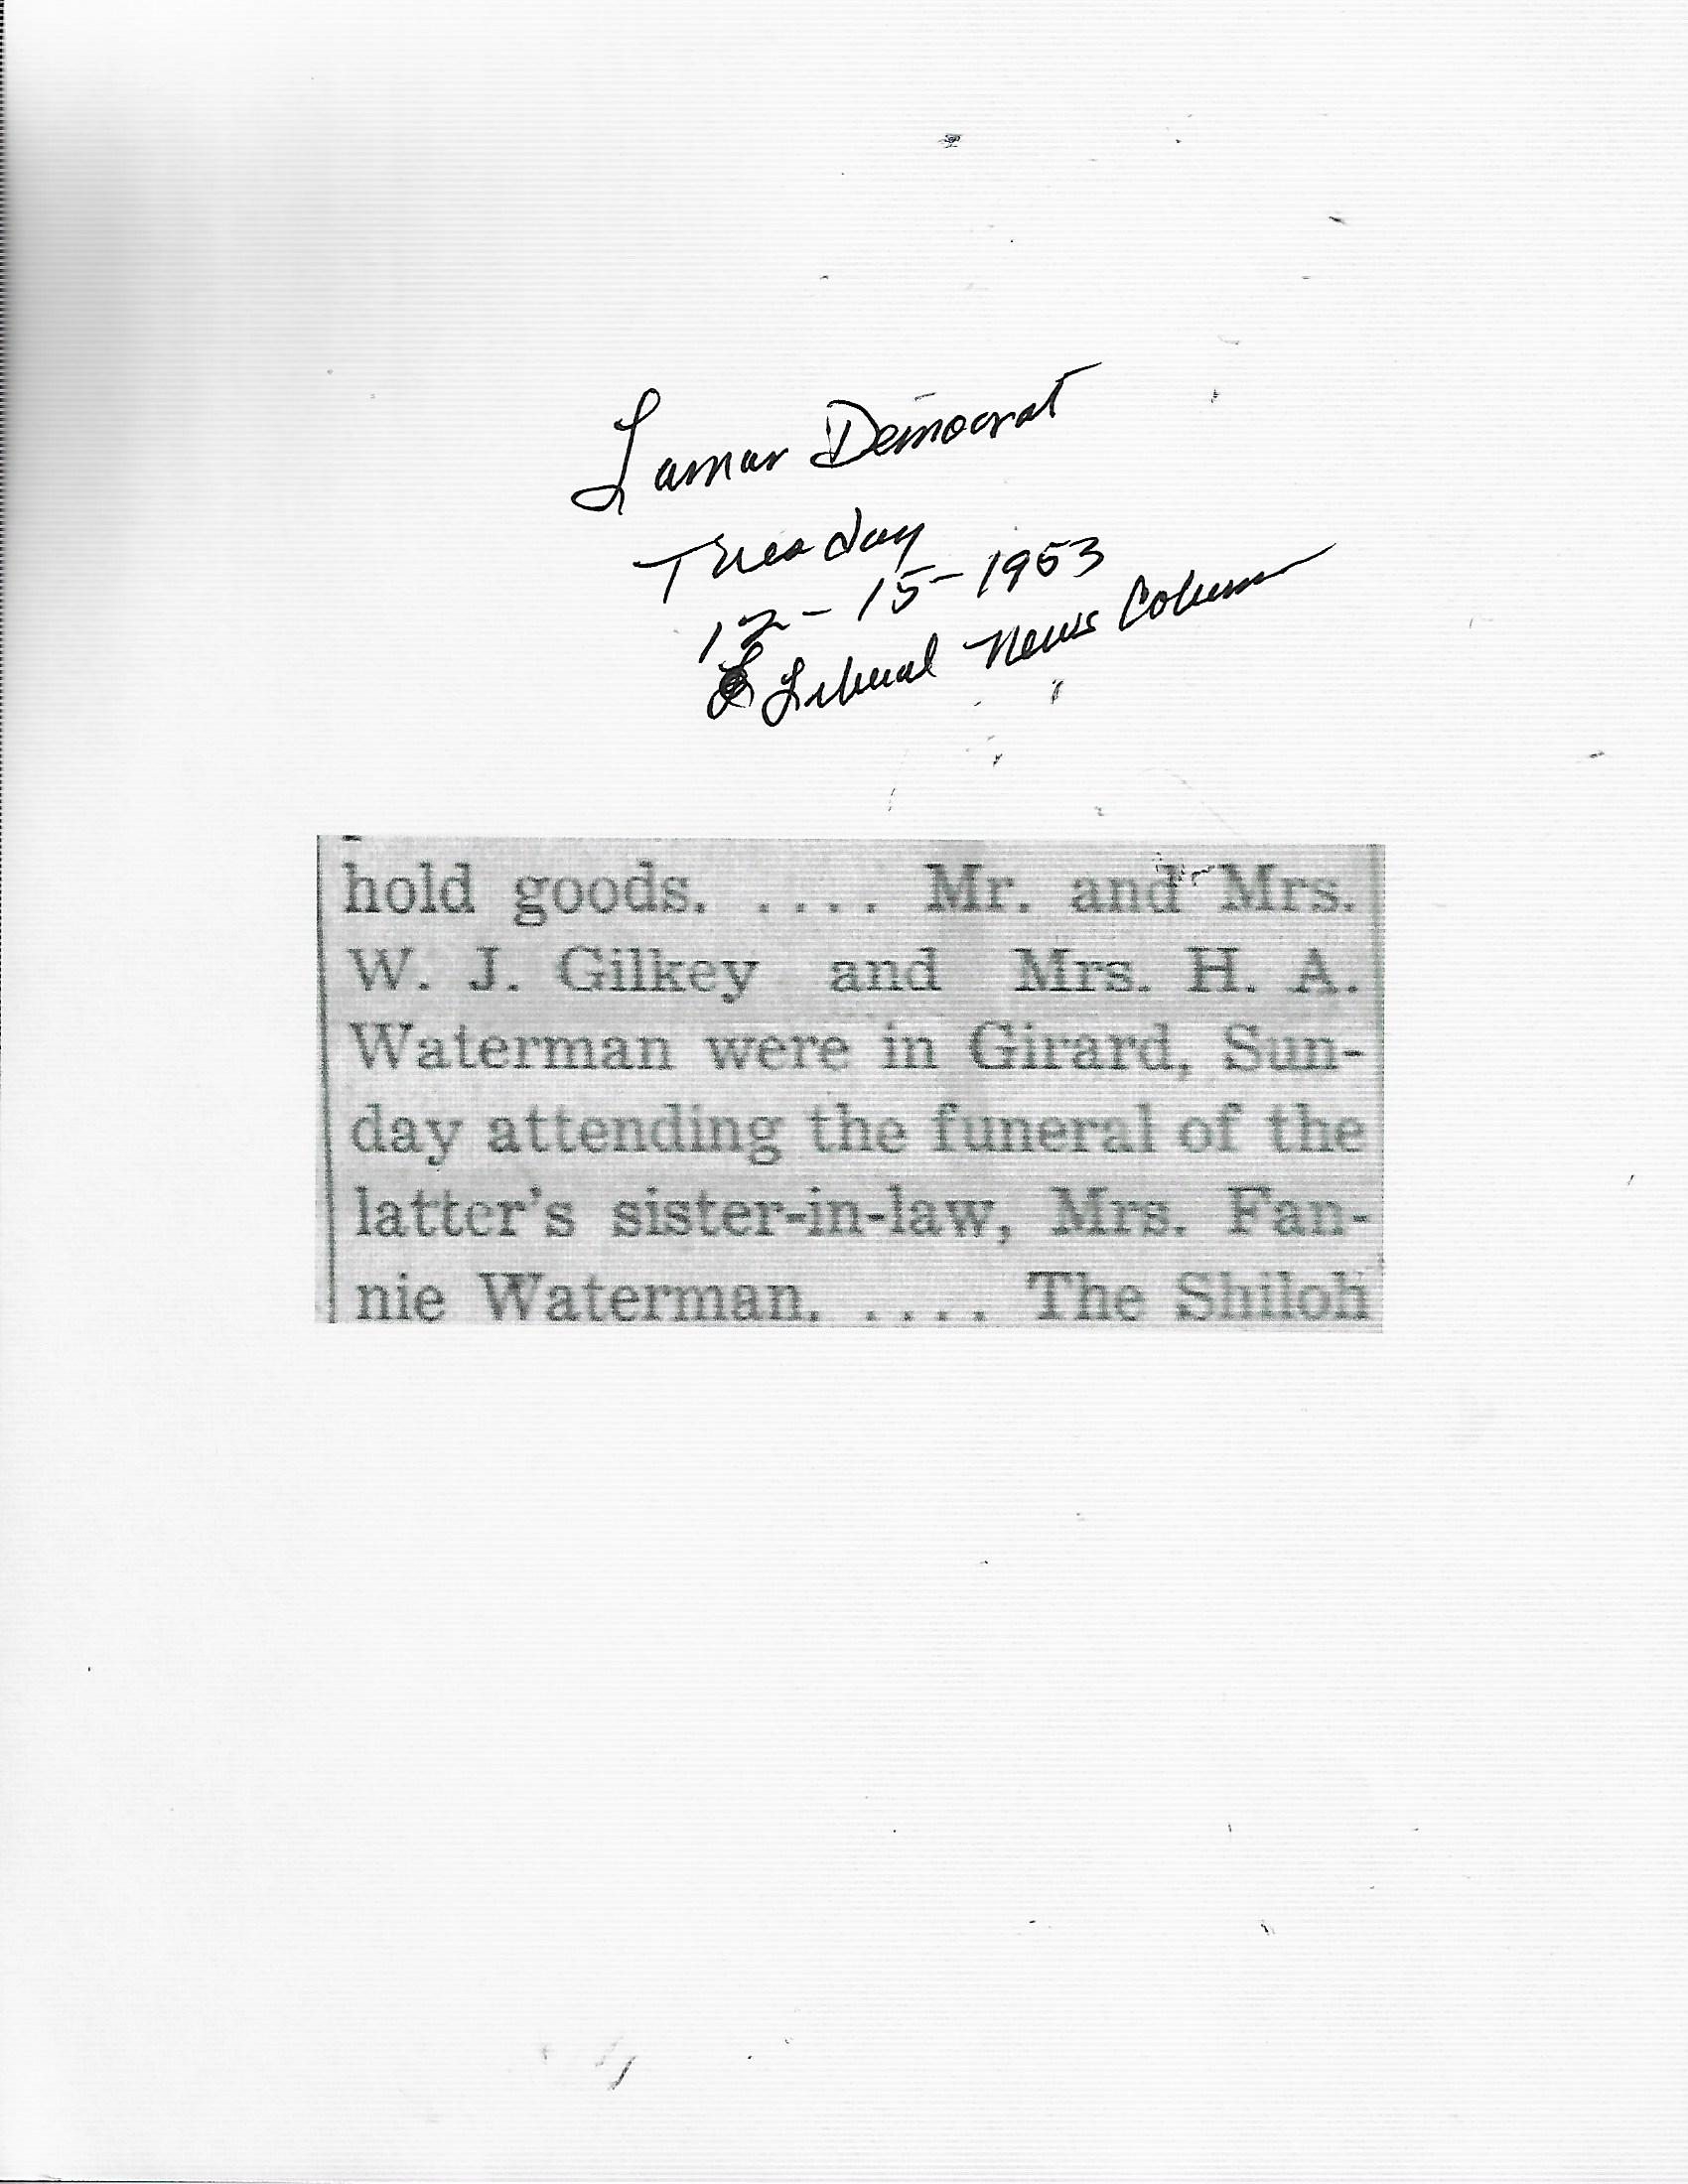 Lamar Democrat
Tuesday
12-15-1953
Liberal News Column
hold goods. .... Mr. and Mrs.
W. J. Gilkey and Mrs. H. A.
Waterman were in Girard, Sun-
day attending the funeral of the
latter's sister-in-law, Mrs. Fan-
nie Waterman. .... The Shiloh